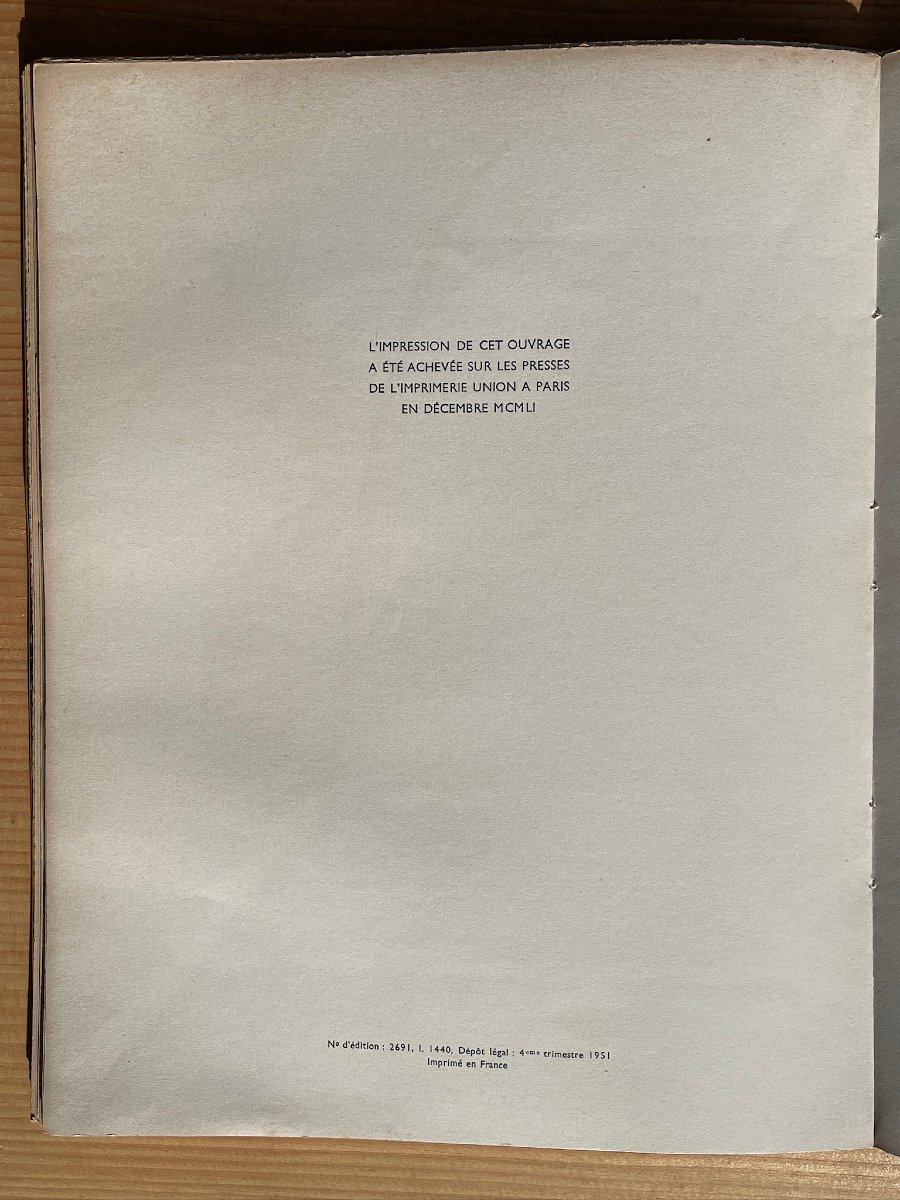 L'IMPRESSION DE CET OUVRAGE
A ÉTÉ ACHEVÉE SUR LES PRESSES
DE L'IMPRIMERIE UNION A PARIS
EN DÉCEMBRE MCMLI
Nº d'édition : 2691, I. 1440, Dépôt légal : 4eme trimestre 1951
Imprimé en France